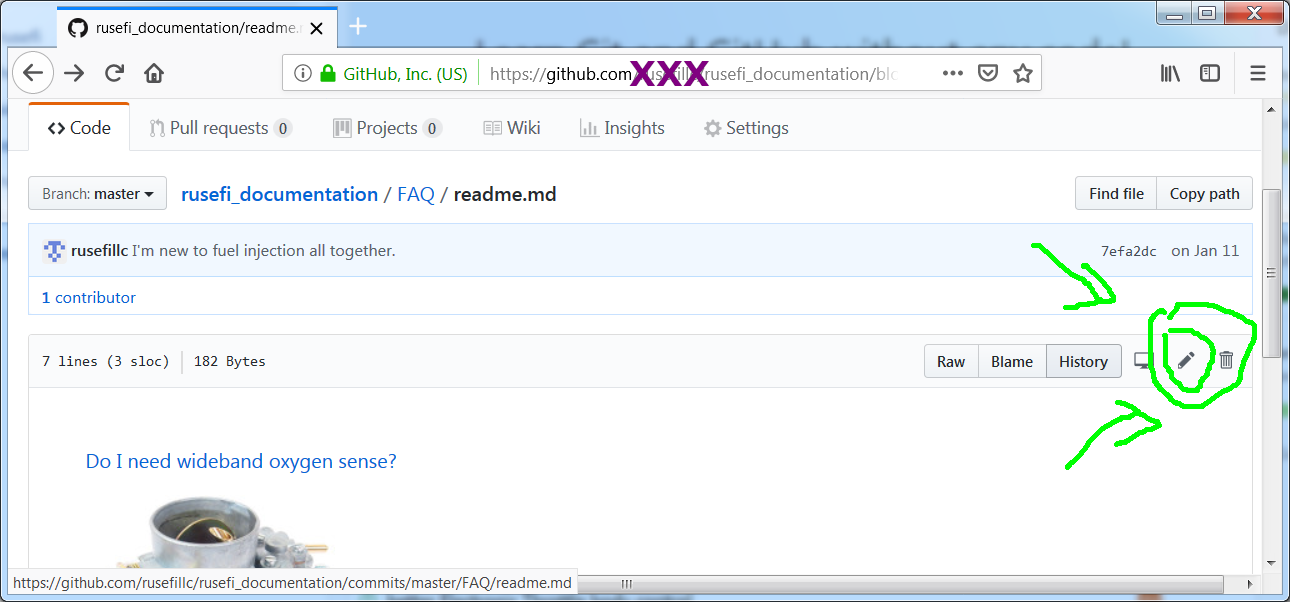 rusefi_documentation/readme.
GitHub, Inc. (US) https://github.com XXX rusefi_documentation/blo
Code Pull requests 0 Projects 0 Wiki Insights Settings
Branch: master rusefi_documentation / FAQ / readme.md Find file Copy path
rusefillc I'm new to fuel injection all together. 7efa2dc on Jan 11
1 contributor
7 lines (3 sloc) 182 Bytes Raw Blame History
Do I need wideband oxygen sense?
https://github.com/rusefillc/rusefi_documentation/commits/master/FAQ/readme.md